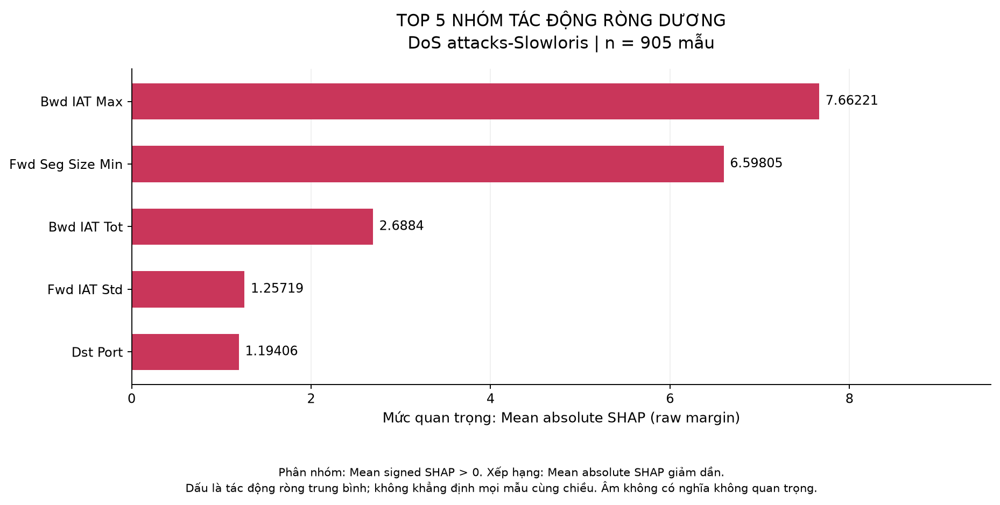 TOP 5 NHÓM TÁC ĐỘNG RÒNG DƯƠNG
DoS attacks-Slowloris | n = 905 mẫu
Bwd IAT Max
7.66221
Fwd Seg Size Min
6.59805
Bwd IAT Tot
2.6884
Fwd IAT Std
1.25719
Dst Port
1.19406
0 2 4 6 8
Mức quan trọng: Mean absolute SHAP (raw margin)
Phân nhóm: Mean signed SHAP > 0. Xếp hạng: Mean absolute SHAP giảm dần.
Dấu là tác động ròng trung bình; không khẳng định mọi mẫu cùng chiều. Âm không có nghĩa không quan trọng.